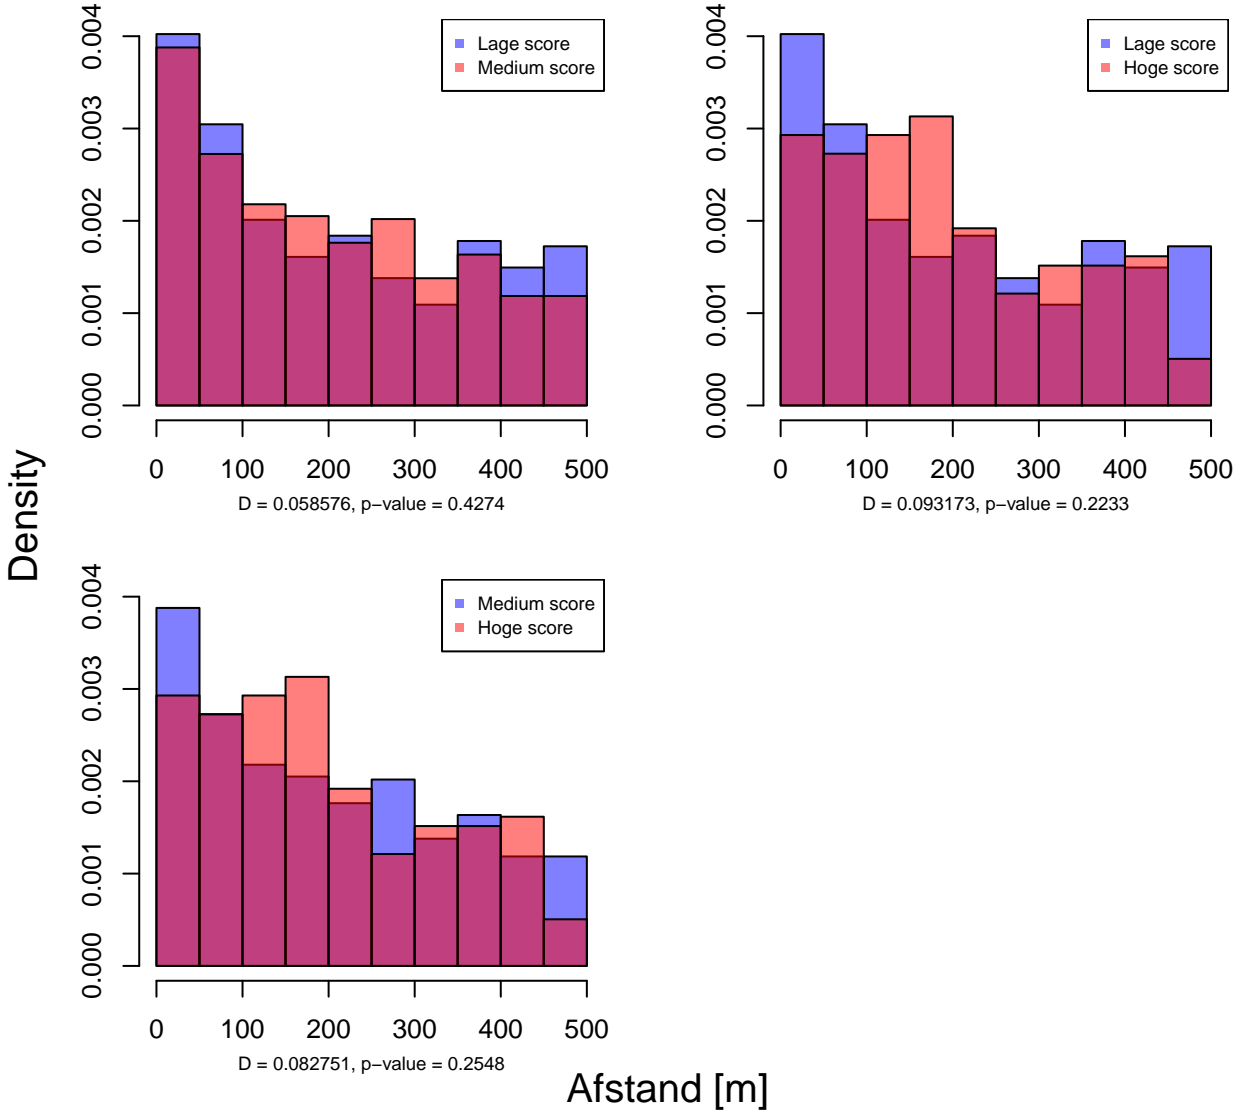 Density
0.000 0.001 0.002 0.003 0.004
Lage score
Medium score
0 100 200 300 400 500
D = 0.058576, p−value = 0.4274
0.000 0.001 0.002 0.003 0.004
Lage score
Hoge score
0 100 200 300 400 500
D = 0.093173, p−value = 0.2233
0.000 0.001 0.002 0.003 0.004
Medium score
Hoge score
0 100 200 300 400 500
D = 0.082751, p−value = 0.2548
Afstand [m]